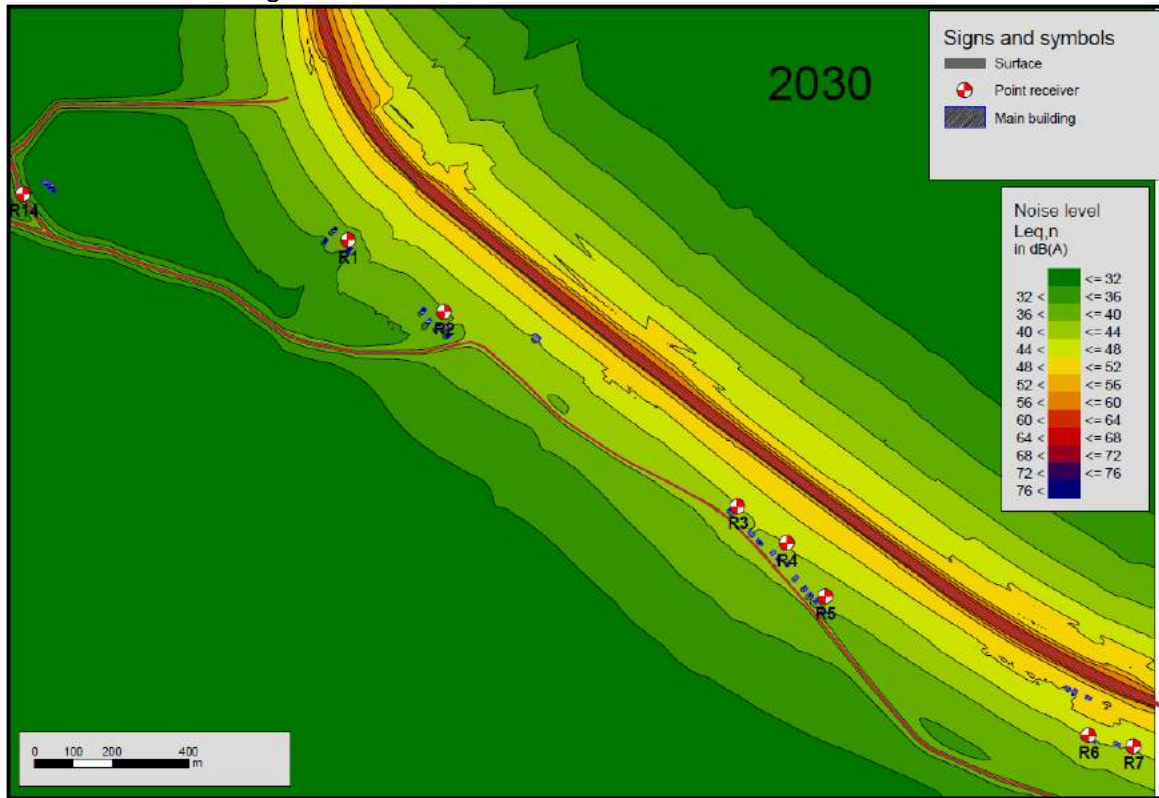 2030
Signs and symbols
Surface
Point receiver
Main building
Noise level
Leq,n
in dB(A)
<= 32
32 < <= 36
36 < <= 40
40 < <= 44
44 < <= 48
48 < <= 52
52 < <= 56
56 < <= 60
60 < <= 64
64 < <= 68
68 < <= 72
72 < <= 76
76 <
R14
R1
R2
R3
R4
R5
R6
R7
0 100 200 400
m